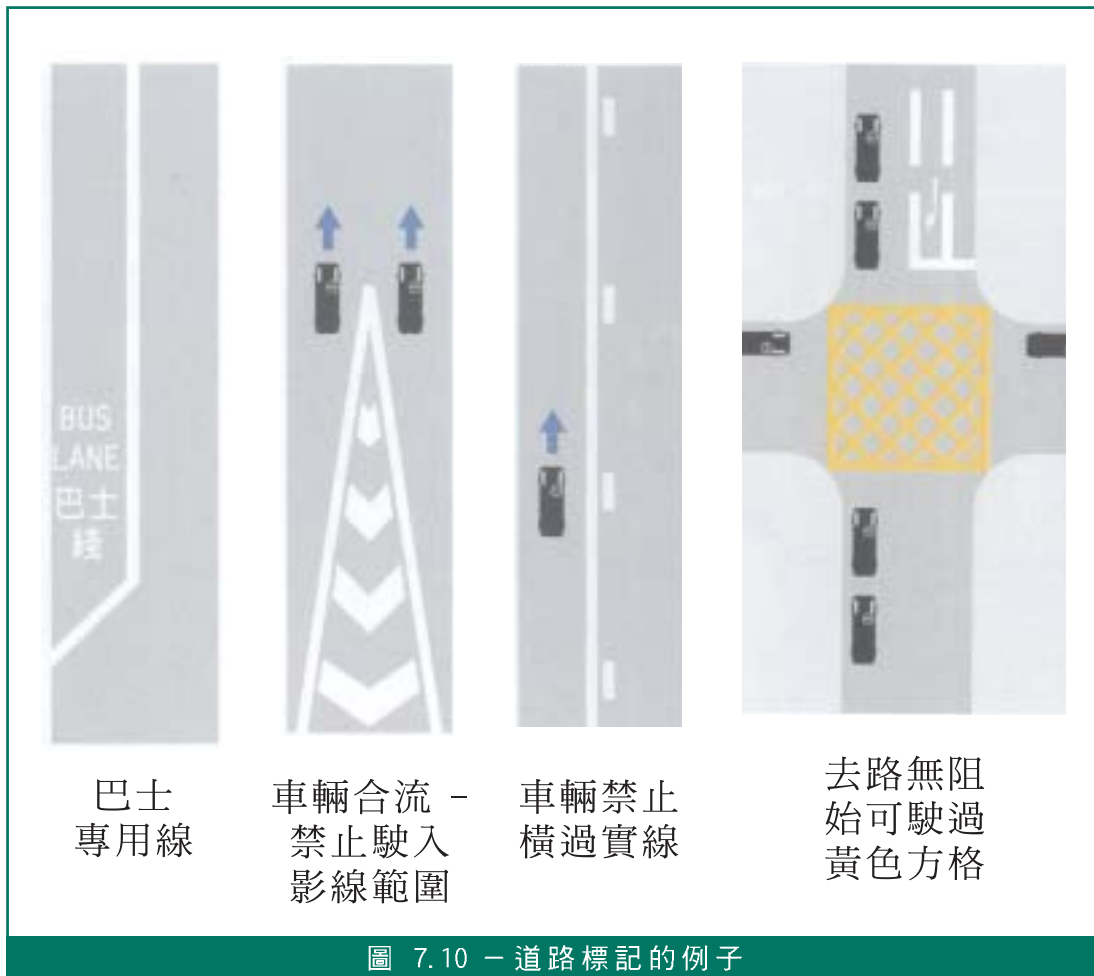 BUS
LANE
巴士
綫
巴士
專用線
車輛合流 –
禁止駛入
影線範圍
車輛禁止
橫過實線
去路無阻
始可駛過
黃色方格
圖 7.10 – 道路標記的例子